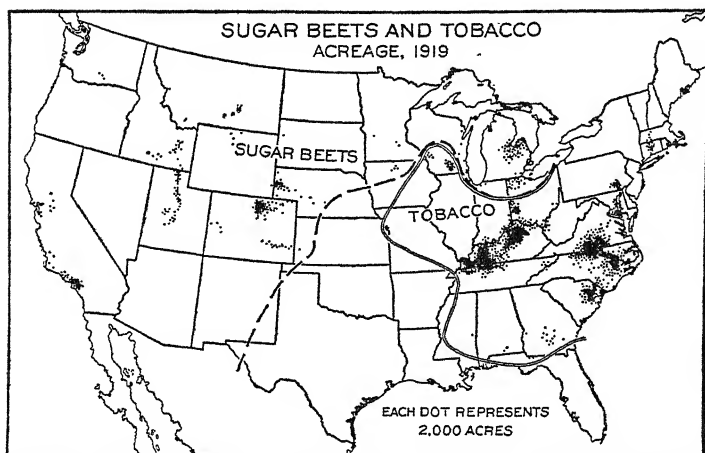 SUGAR BEETS AND TOBACCO
ACREAGE, 1919
SUGAR BEETS
TOBACCO
EACH DOT REPRESENTS
2,000 ACRES